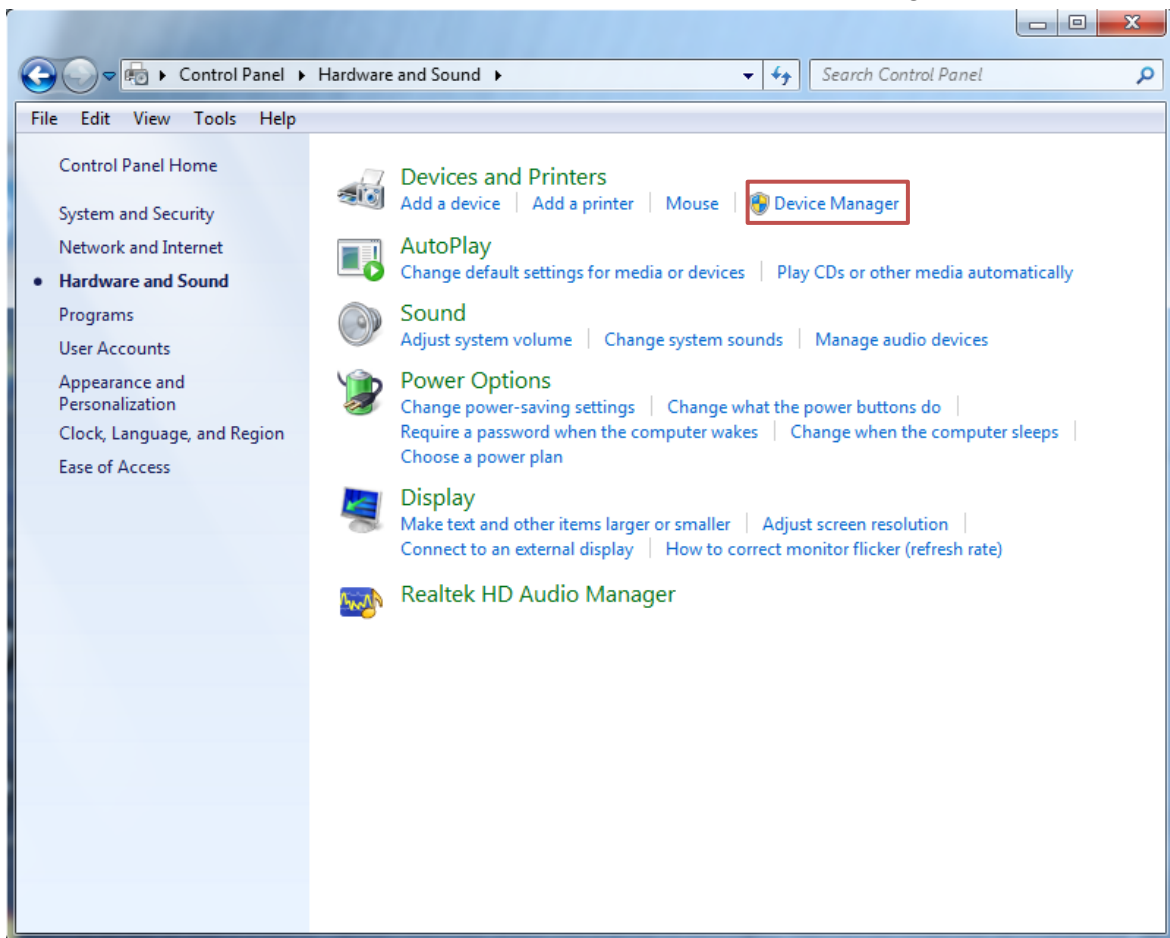 Control Panel Hardware and Sound
Search Control Panel
File Edit View Tools Help
Control Panel Home
System and Security
Network and Internet
Hardware and Sound
Programs
User Accounts
Appearance and
Personalization
Clock, Language, and Region
Ease of Access
Devices and Printers
Add a device Add a printer Mouse Device Manager
AutoPlay
Change default settings for media or devices Play CDs or other media automatically
Sound
Adjust system volume Change system sounds Manage audio devices
Power Options
Change power-saving settings Change what the power buttons do
Require a password when the computer wakes Change when the computer sleeps
Choose a power plan
Display
Make text and other items larger or smaller Adjust screen resolution
Connect to an external display How to correct monitor flicker (refresh rate)
Realtek HD Audio Manager